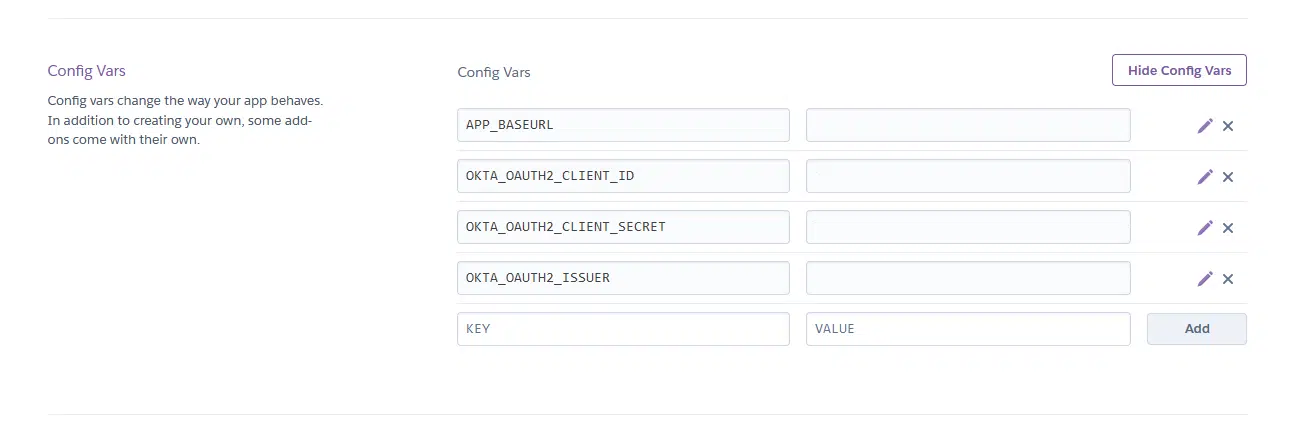 Config Vars
Config vars change the way your app behaves.
In addition to creating your own, some add-
ons come with their own.
Config Vars
Hide Config Vars
APP_BASEURL
OKTA_OAUTH2_CLIENT_ID
OKTA_OAUTH2_CLIENT_SECRET
OKTA_OAUTH2_ISSUER
KEY
VALUE
Add